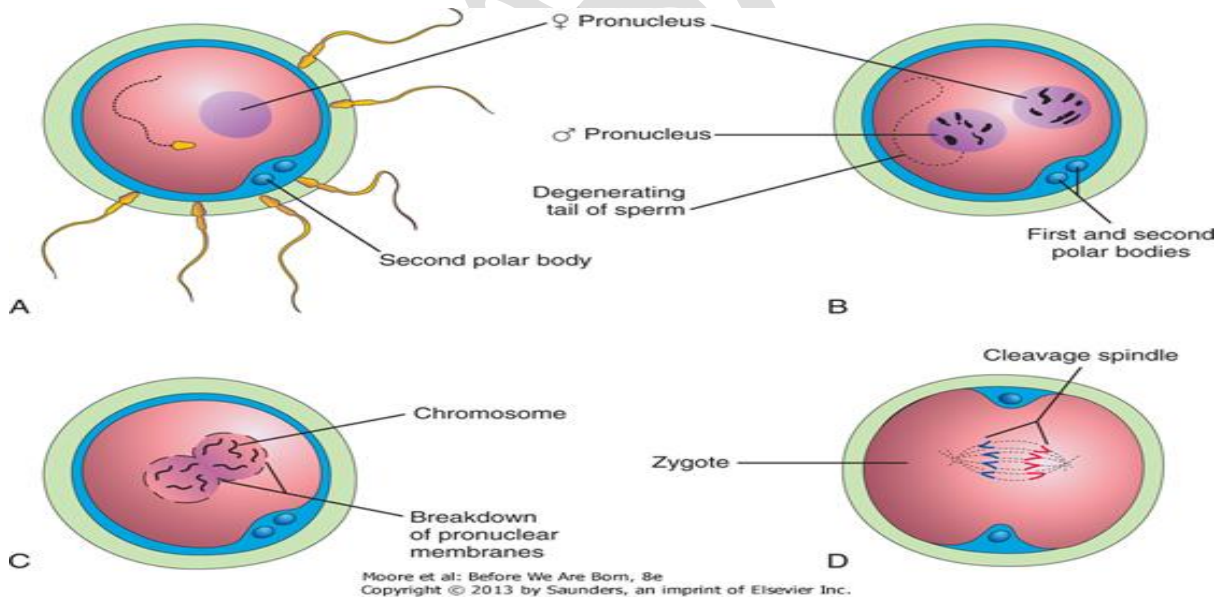 ♀ Pronucleus
♂ Pronucleus
Degenerating
tail of sperm
Second polar body
First and second
polar bodies
A
B
Cleavage spindle
Chromosome
Zygote
Breakdown
of pronuclear
membranes
C
D
Moore et al: Before We Are Born, 8e
Copyright © 2013 by Saunders, an imprint of Elsevier Inc.